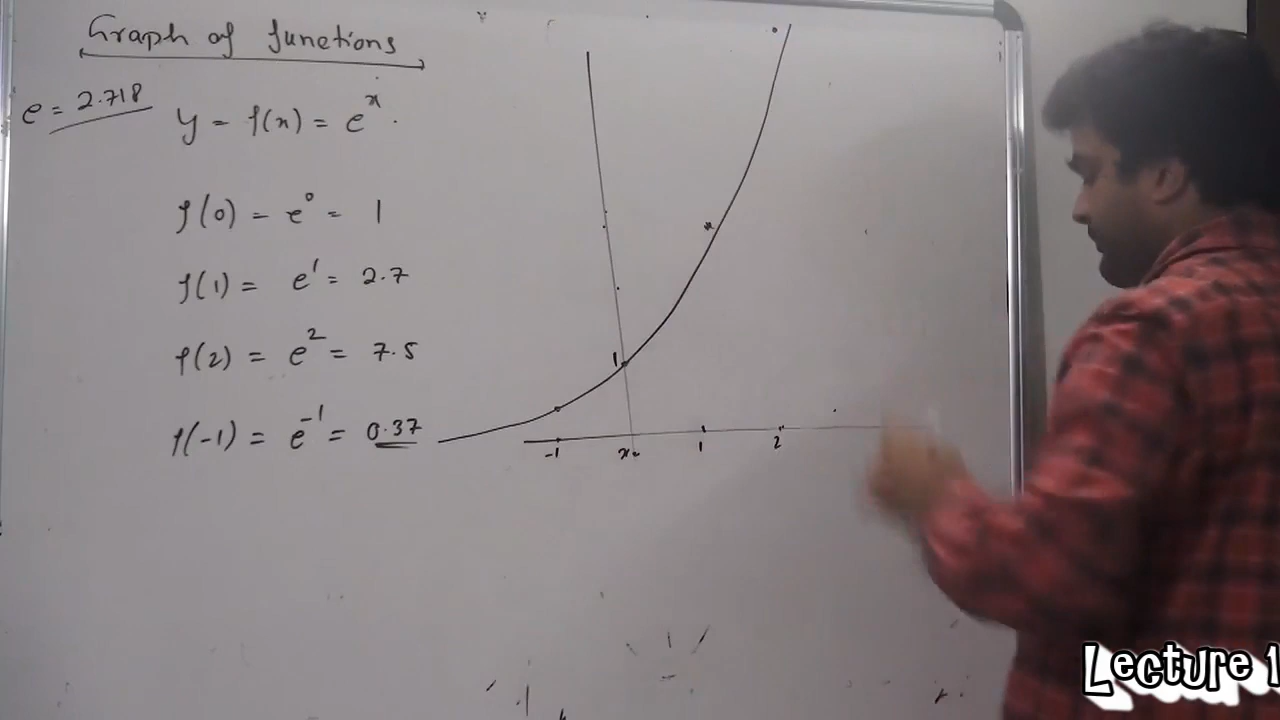 Graph of functions
e = 2.718
y = f(x) = e^x.
f(0) = e^0 = 1
f(1) = e^1 = 2.7
f(2) = e^2 = 7.5
f(-1) = e^-1 = 0.37
1
-1 x 1 2
Lecture 1